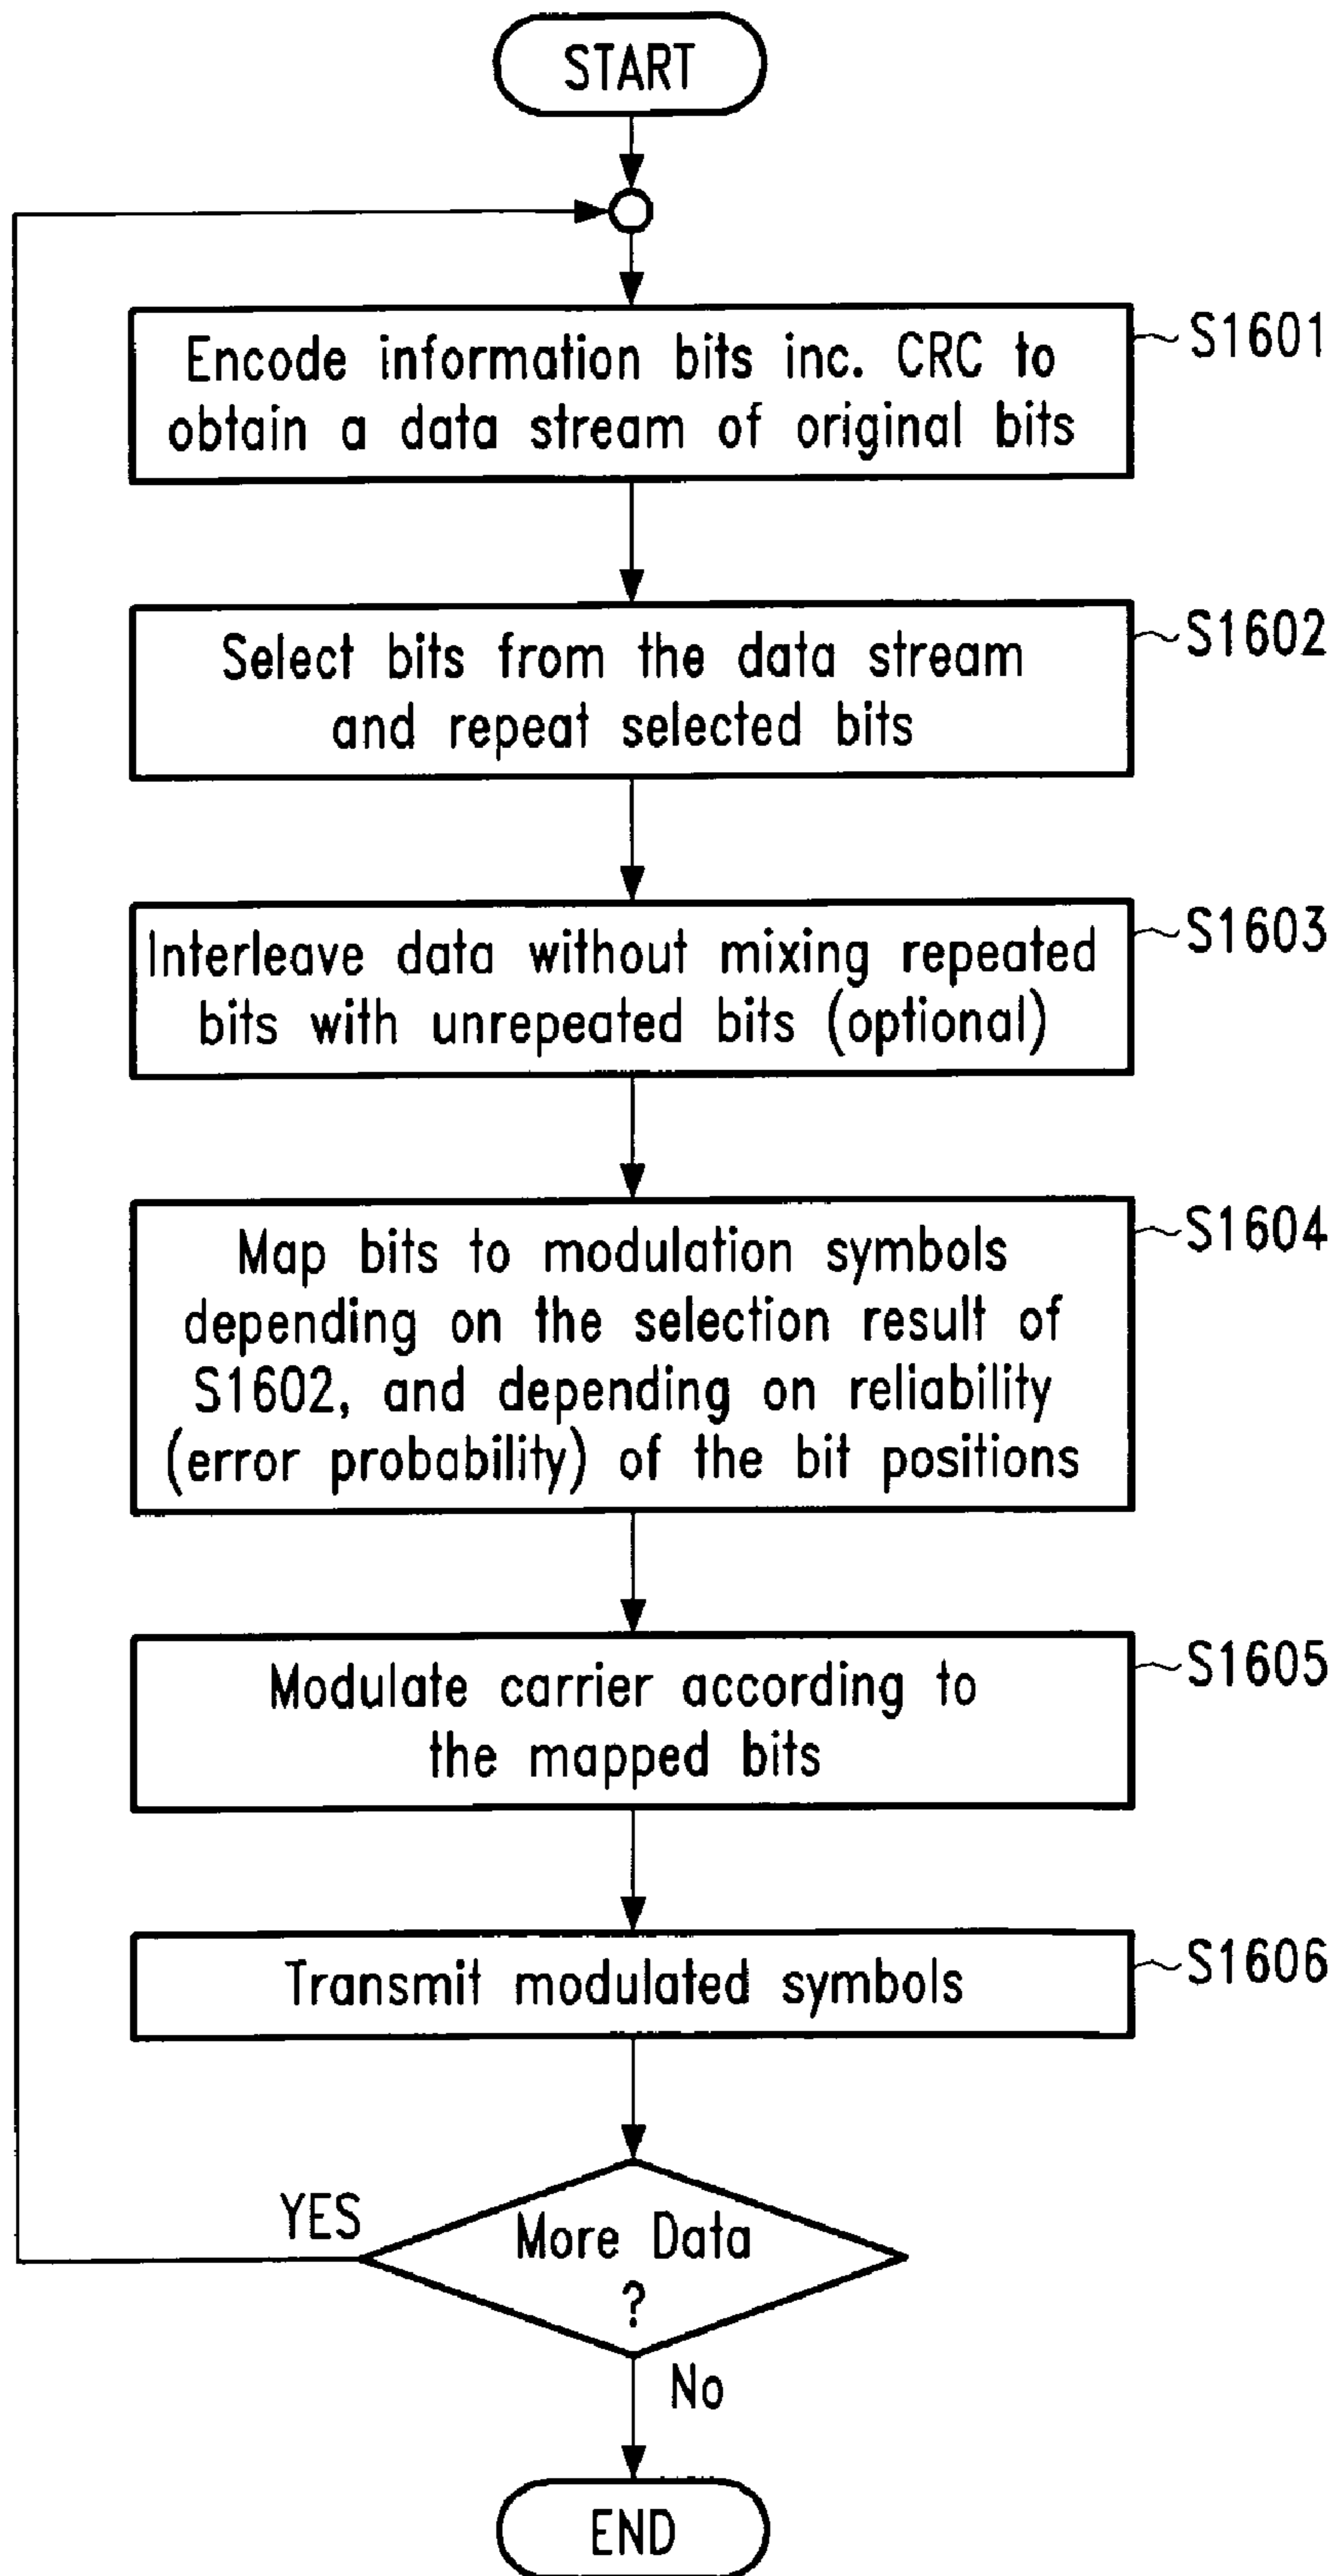 START
Encode information bits inc. CRC to
obtain a data stream of original bits
S1601
Select bits from the data stream
and repeat selected bits
S1602
Interleave data without mixing repeated
bits with unrepeated bits (optional)
S1603
Map bits to modulation symbols
depending on the selection result of
S1602, and depending on reliability
(error probability) of the bit positions
S1604
Modulate carrier according to
the mapped bits
S1605
Transmit modulated symbols
S1606
YES
More Data
?
No
END